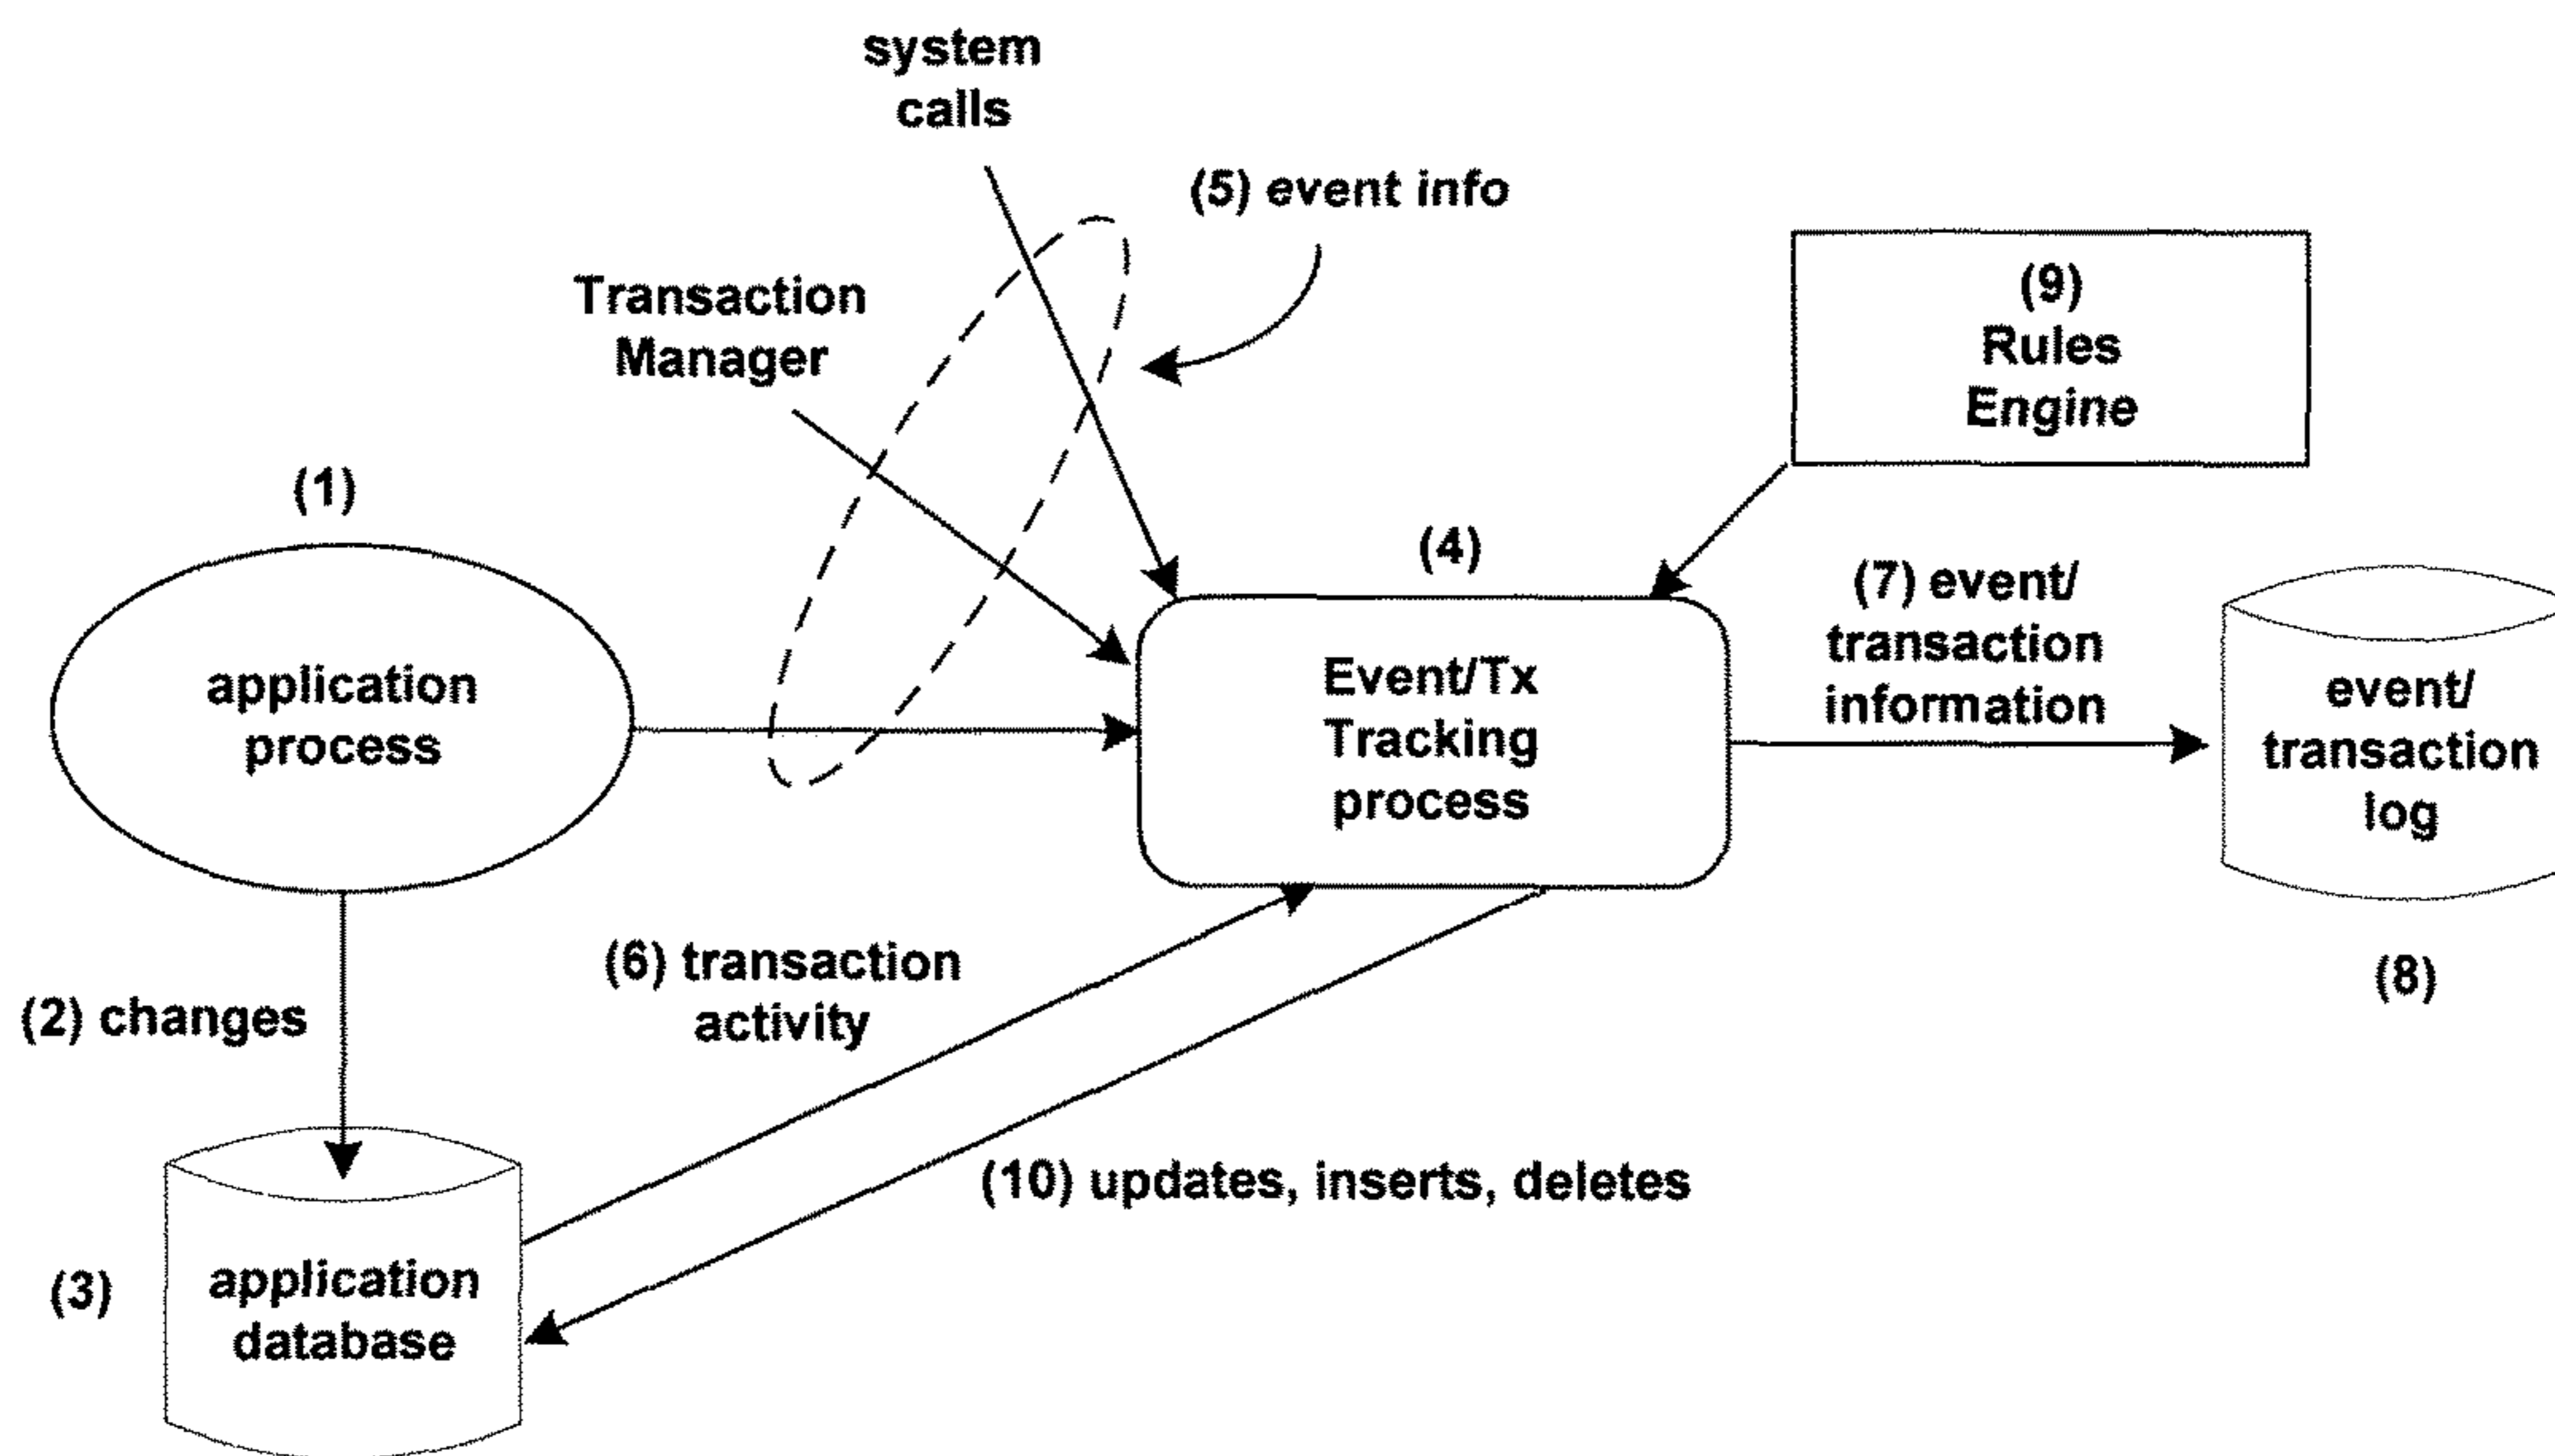 system
calls
(5) event info
Transaction
Manager
(9)
Rules
Engine
(1)
(4)
(7) event/
transaction
information
application
process
Event/Tx
Tracking
process
event/
transaction
log
(6) transaction
activity
(2) changes
(8)
(10) updates, inserts, deletes
(3)
application
database